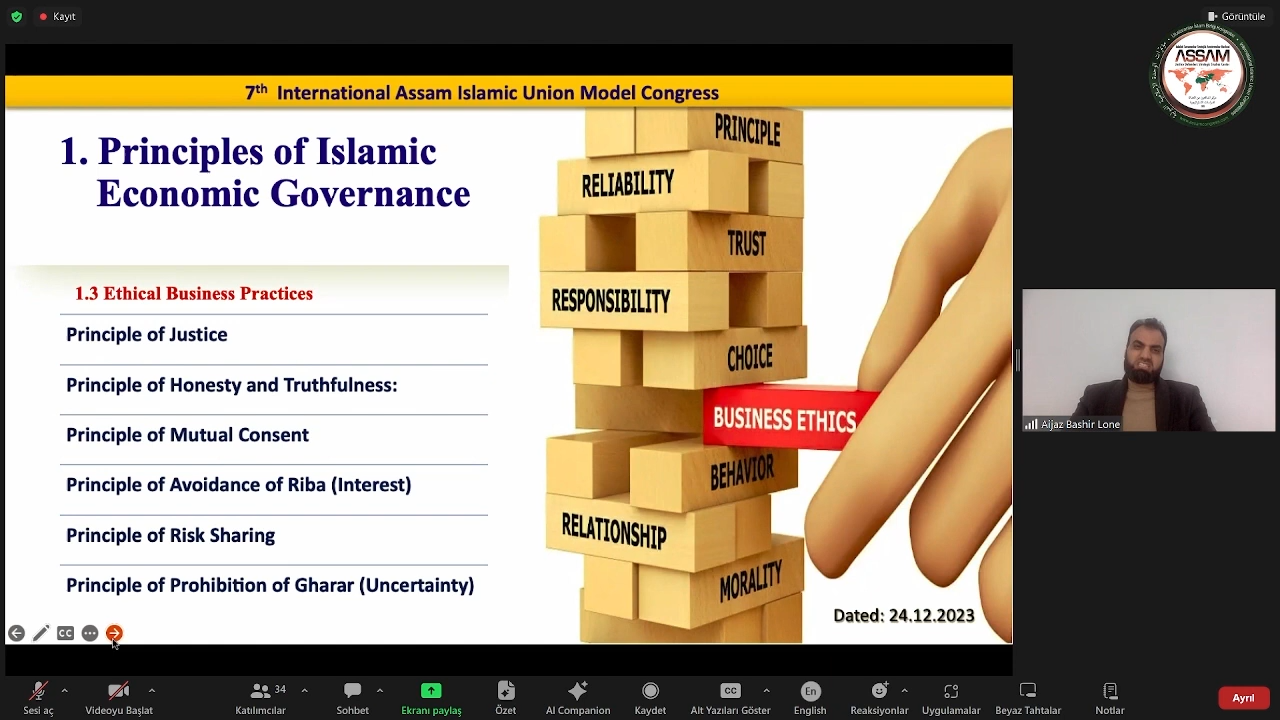 Kayıt
Görüntüle
ASSAM
7th International Assam Islamic Union Model Congress
1. Principles of Islamic
Economic Governance
1.3 Ethical Business Practices
Principle of Justice
Principle of Honesty and Truthfulness:
Principle of Mutual Consent
Principle of Avoidance of Riba (Interest)
Principle of Risk Sharing
Principle of Prohibition of Gharar (Uncertainty)
PRINCIPLE
RELIABILITY
TRUST
RESPONSIBILITY
CHOICE
BUSINESS ETHICS
BEHAVIOR
RELATIONSHIP
MORALITY
Dated: 24.12.2023
CC
Aijaz Bashir Lone
34
CC
En
Sesi aç
Videoyu Başlat
Katılımcılar
Sohbet
Ekranı paylaş
Özet
AI Companion
Kaydet
Alt Yazıları Göster
English
Reaksiyonlar
Uygulamalar
Beyaz Tahtalar
Notlar
Ayrıl